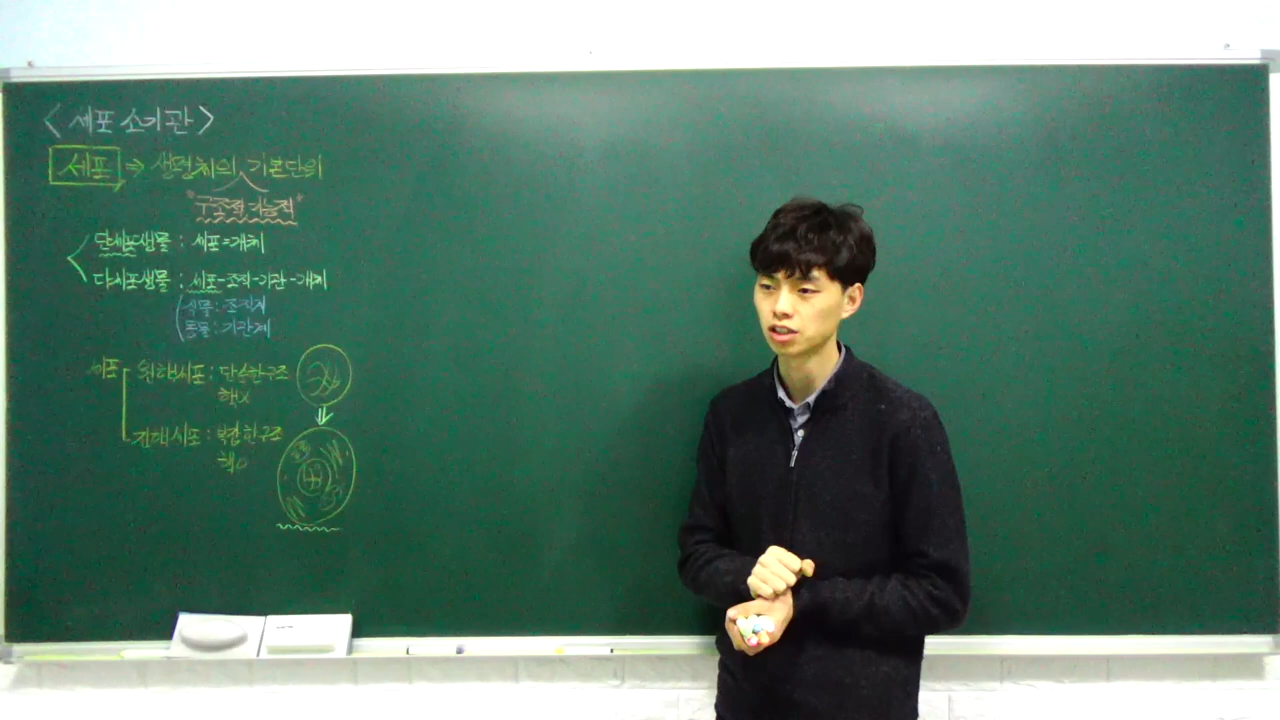 <세포 소기관>
세포 ⇒ 생명체의 기본단위
"구조적 기능적"
단세포생물 : 세포=개체
다세포생물 : 세포-조직-기관-개체
식물 : 조직계
동물 : 기관계
세포 원핵세포 : 단순한구조
핵x
진핵세포 : 복잡한구조
핵o